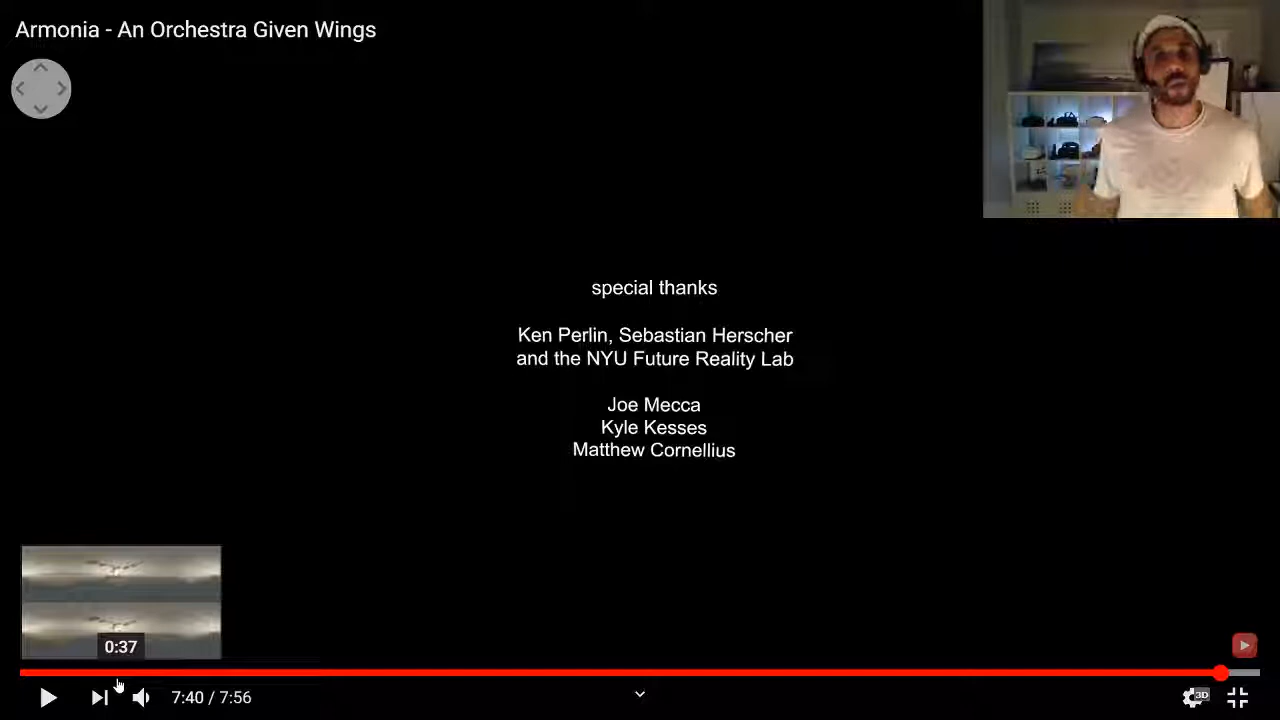 Armonia - An Orchestra Given Wings
special thanks
Ken Perlin, Sebastian Herscher
and the NYU Future Reality Lab
Joe Mecca
Kyle Kesses
Matthew Cornellius
0:37
7:40 / 7:56
3D